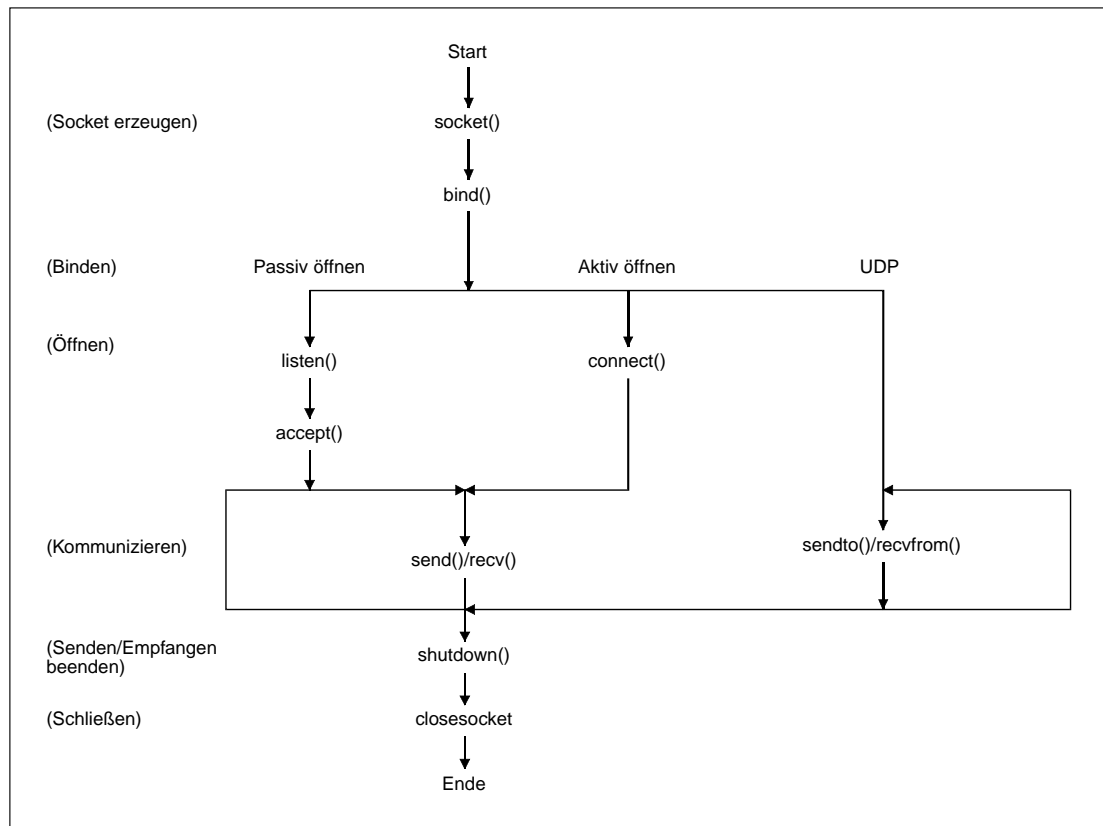 Start
(Socket erzeugen) socket()
bind()
(Binden) Passiv öffnen Aktiv öffnen UDP
(Öffnen)
listen() connect()
accept()
(Kommunizieren) sendto()/recvfrom()
send()/recv()
(Senden/Empfangen
beenden) shutdown()
(Schließen) closesocket
Ende